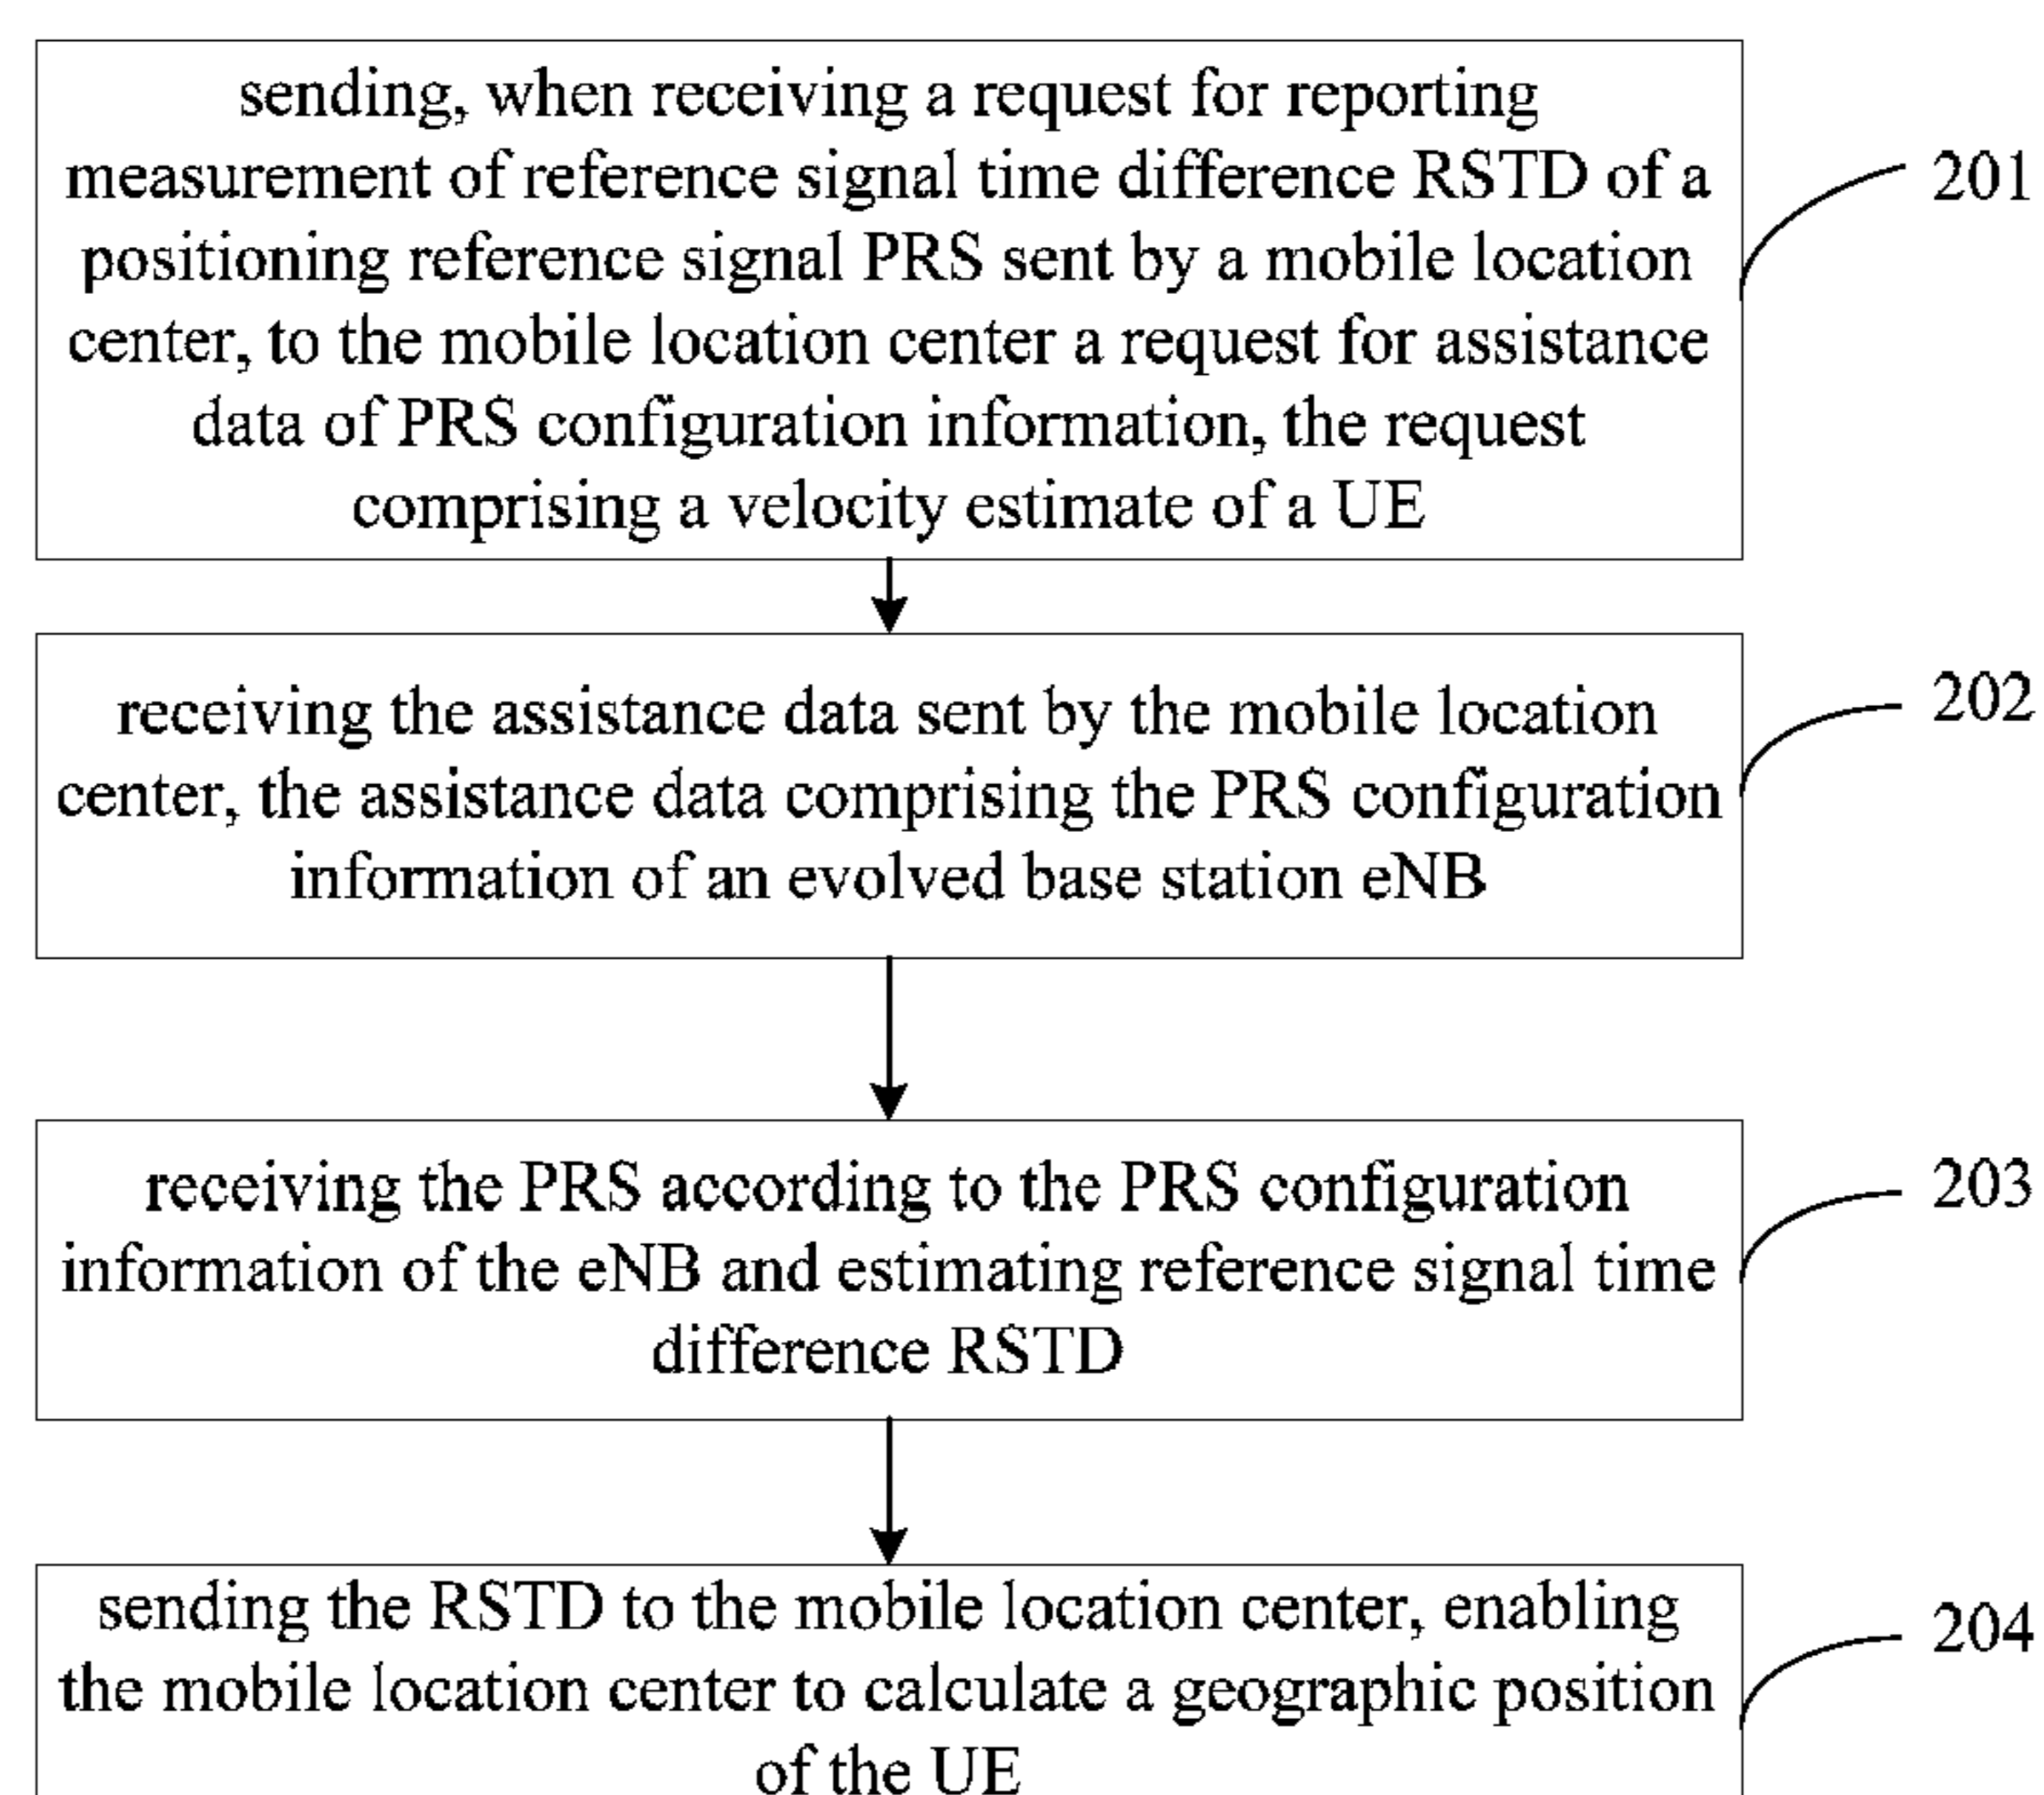 sending, when receiving a request for reporting
measurement of reference signal time difference RSTD of a
positioning reference signal PRS sent by a mobile location
center, to the mobile location center a request for assistance
data of PRS configuration information, the request
comprising a velocity estimate of a UE
201
receiving the assistance data sent by the mobile location
center, the assistance data comprising the PRS configuration
information of an evolved base station eNB
202
receiving the PRS according to the PRS configuration
information of the eNB and estimating reference signal time
difference RSTD
203
sending the RSTD to the mobile location center, enabling
the mobile location center to calculate a geographic position
of the UE
204